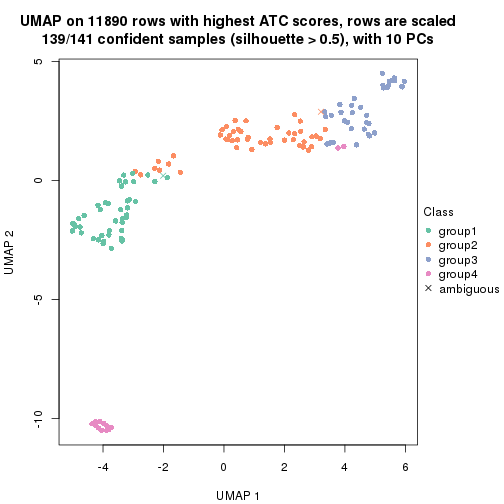 UMAP on 11890 rows with highest ATC scores, rows are scaled
139/141 confident samples (silhouette > 0.5), with 10 PCs
5
0
-5
-10
UMAP 2
-4
-2
0
2
4
6
UMAP 1
Class
group1
group2
group3
group4
ambiguous